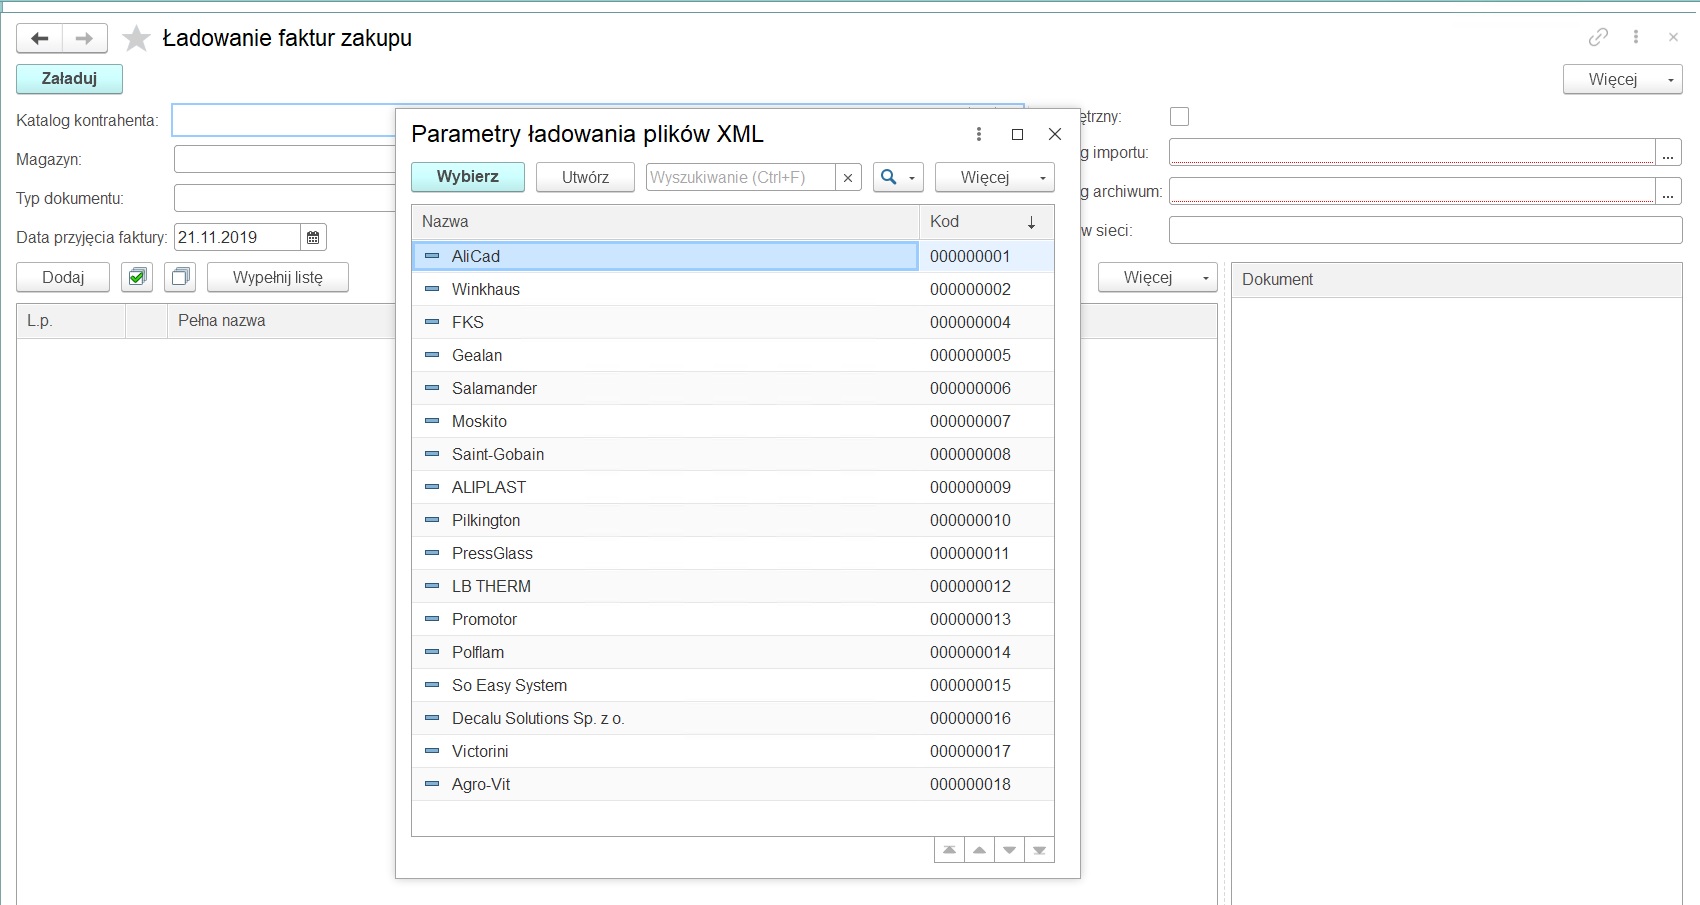 Ładowanie faktur zakupu
Załaduj
Więcej
Katalog kontrahenta:
Magazyn:
Typ dokumentu:
Data przyjęcia faktury: 21.11.2019
Dodaj
Wypełnij listę
L.p.
Pełna nazwa
Parametry ładowania plików XML
Wybierz
Utwórz
Wyszukiwanie (Ctrl+F)
Więcej
Nazwa Kod
AliCad 000000001
Winkhaus 000000002
FKS 000000004
Gealan 000000005
Salamander 000000006
Moskito 000000007
Saint-Gobain 000000008
ALIPLAST 000000009
Pilkington 000000010
PressGlass 000000011
LB THERM 000000012
Promotor 000000013
Polflam 000000014
So Easy System 000000015
Decalu Solutions Sp. z o. 000000016
Victorini 000000017
Agro-Vit 000000018
ętrzny:
g importu:
...
g archiwum:
...
w sieci:
Więcej
Dokument